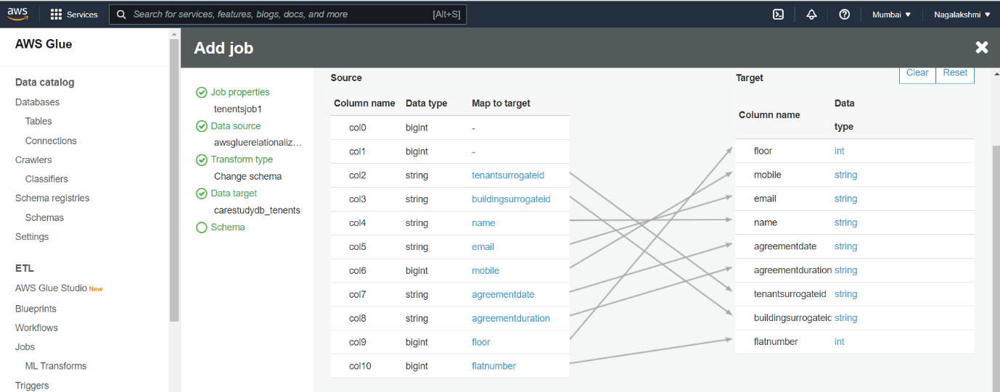 aws Services Search for services, features, blogs, docs, and more [Alt+S] Mumbai Nagalakshmi
AWS Glue
Data catalog
Databases
Tables
Connections
Crawlers
Classifiers
Schema registries
Schemas
Settings
ETL
AWS Glue Studio New
Blueprints
Workflows
Jobs
ML Transforms
Triggers
Add job
Job properties
tenentsjob1
Data source
awsgluerelationaliz...
Transform type
Change schema
Data target
carestudydb_tenents
Schema
Source
Column name Data type Map to target
col0 bigint -
col1 bigint -
col2 string tenantsurrogateid
col3 string buildingsurrogateid
col4 string name
col5 string email
col6 bigint mobile
col7 string agreementdate
col8 string agreementduration
col9 bigint floor
col10 bigint flatnumber
Target Clear Reset
Column name Data type
floor int
mobile string
email string
name string
agreementdate string
agreementduration string
tenantsurrogateid string
buildingsurrogateid string
flatnumber int